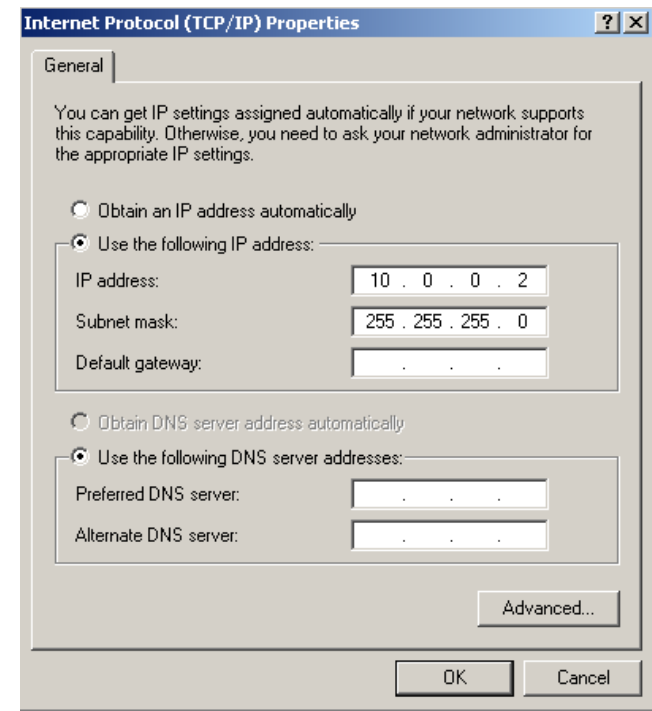 Internet Protocol (TCP/IP) Properties
General
You can get IP settings assigned automatically if your network supports
this capability. Otherwise, you need to ask your network administrator for
the appropriate IP settings.
Obtain an IP address automatically
Use the following IP address:
IP address: 10 . 0 . 0 . 2
Subnet mask: 255 . 255 . 255 . 0
Default gateway: . . .
Obtain DNS server address automatically
Use the following DNS server addresses:
Preferred DNS server: . . .
Alternate DNS server: . . .
Advanced...
OK Cancel